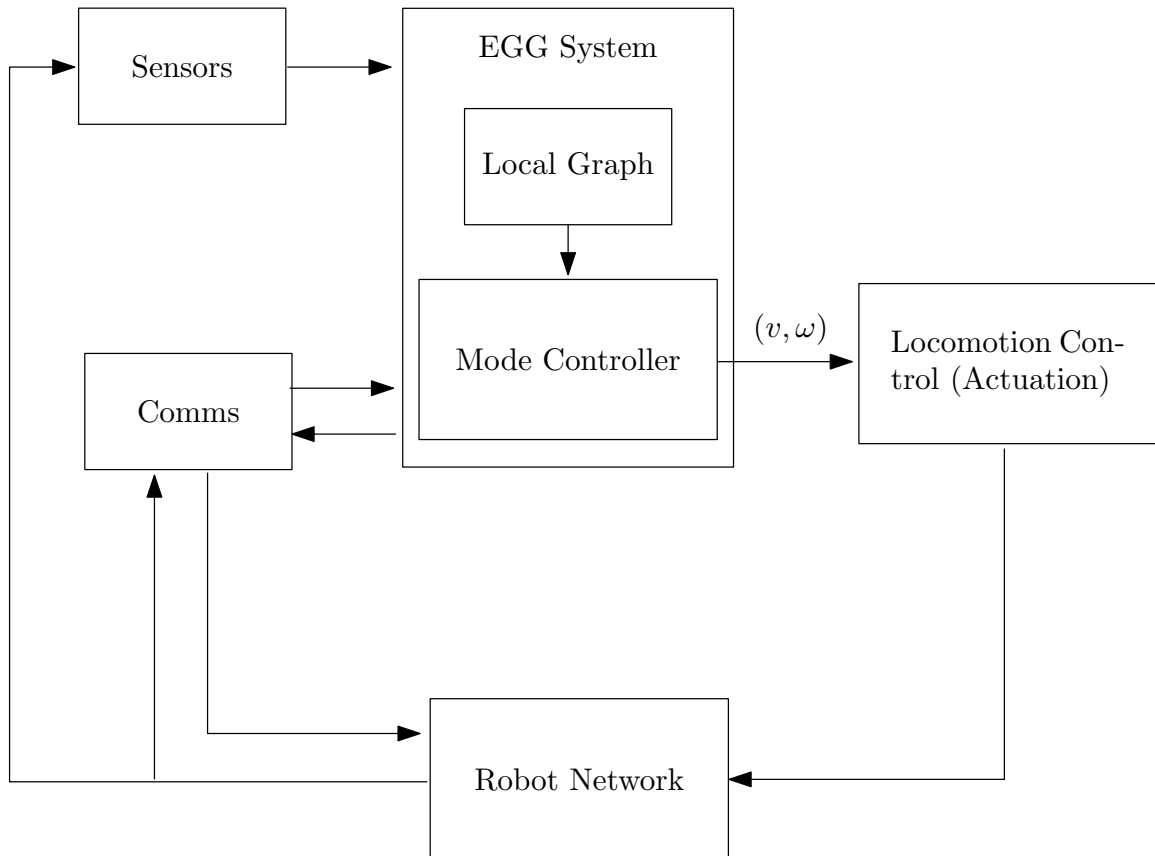 Sensors
EGG System
Local Graph
Mode Controller
(v, ω)
Locomotion Con-
trol (Actuation)
Comms
Robot Network